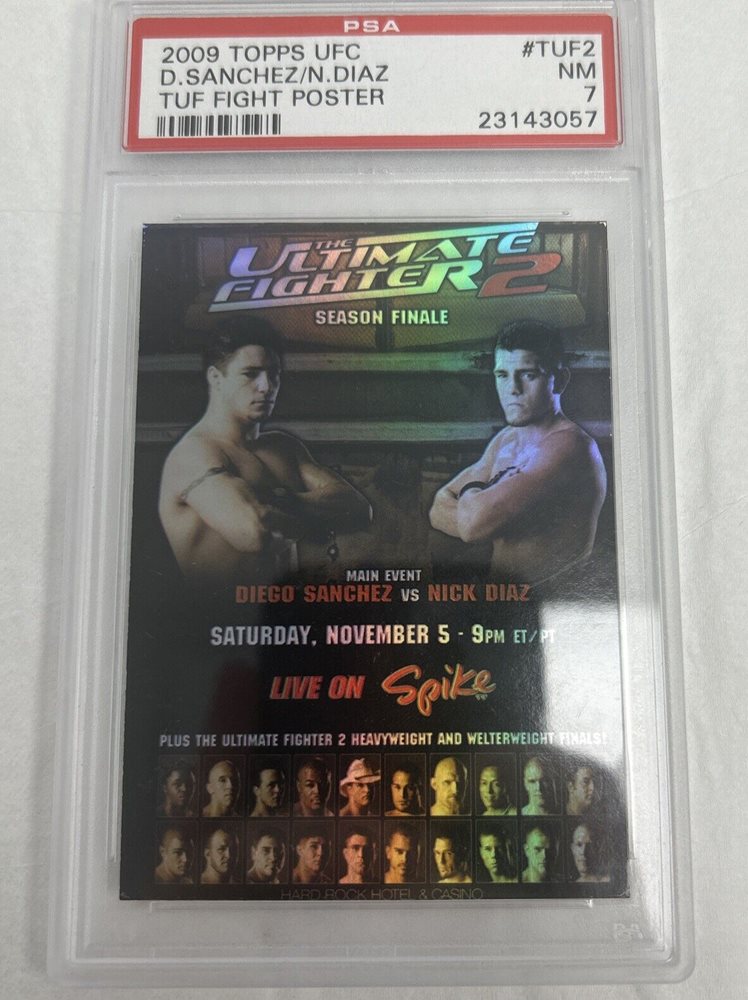 PSA
2009 TOPPS UFC #TUF2
D.SANCHEZ/N.DIAZ NM
TUF FIGHT POSTER 7
23143057
THE
ULTIMATE
FIGHTER 2
SEASON FINALE
MAIN EVENT
DIEGO SANCHEZ VS NICK DIAZ
SATURDAY, NOVEMBER 5 - 9PM ET/PT
LIVE ON Spike TV
PLUS THE ULTIMATE FIGHTER 2 HEAVYWEIGHT AND WELTERWEIGHT FINALS!
HARD ROCK HOTEL & CASINO
PSA